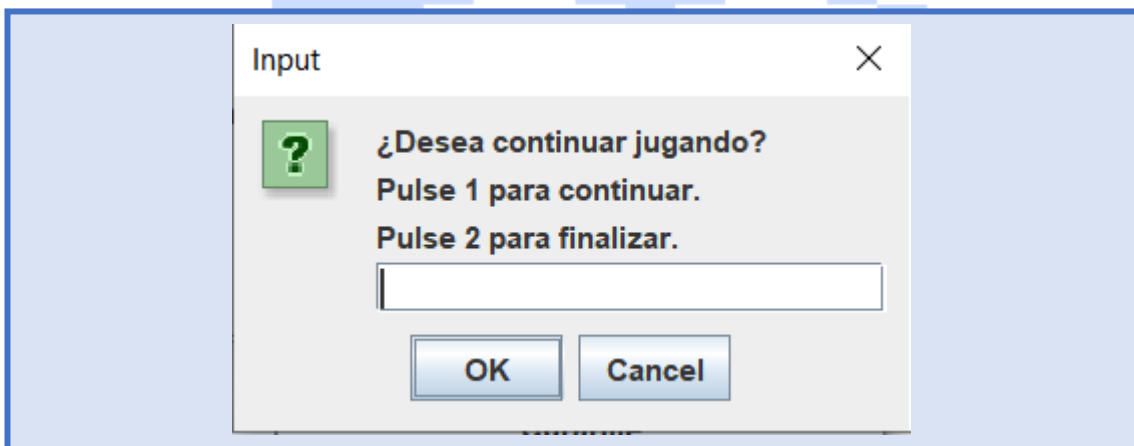 Input
¿Desea continuar jugando?
Pulse 1 para continuar.
Pulse 2 para finalizar.
OK Cancel